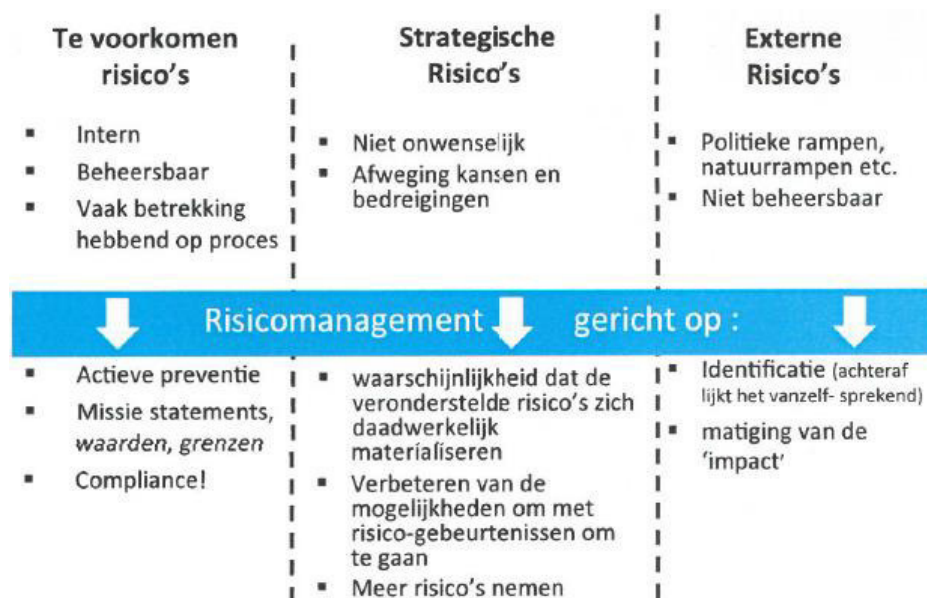 Te voorkomen
risico's
▪ Intern
▪ Beheersbaar
▪ Vaak betrekking
hebbend op proces
Strategische
Risico's
▪ Niet onwenselijk
▪ Afweging kansen en
bedreigingen
Externe
Risico's
▪ Politieke rampen,
natuurrampen etc.
▪ Niet beheersbaar
Risicomanagement gericht op :
▪ Actieve preventie
▪ Missie statements,
waarden, grenzen
▪ Compliance!
▪ waarschijnlijkheid dat de
veronderstelde risico's zich
daadwerkelijk
materialiseren
▪ Verbeteren van de
mogelijkheden om met
risico-gebeurtenissen om
te gaan
▪ Meer risico's nemen
▪ Identificatie (achteraf
lijkt het vanzelf- sprekend)
▪ matiging van de
'impact'